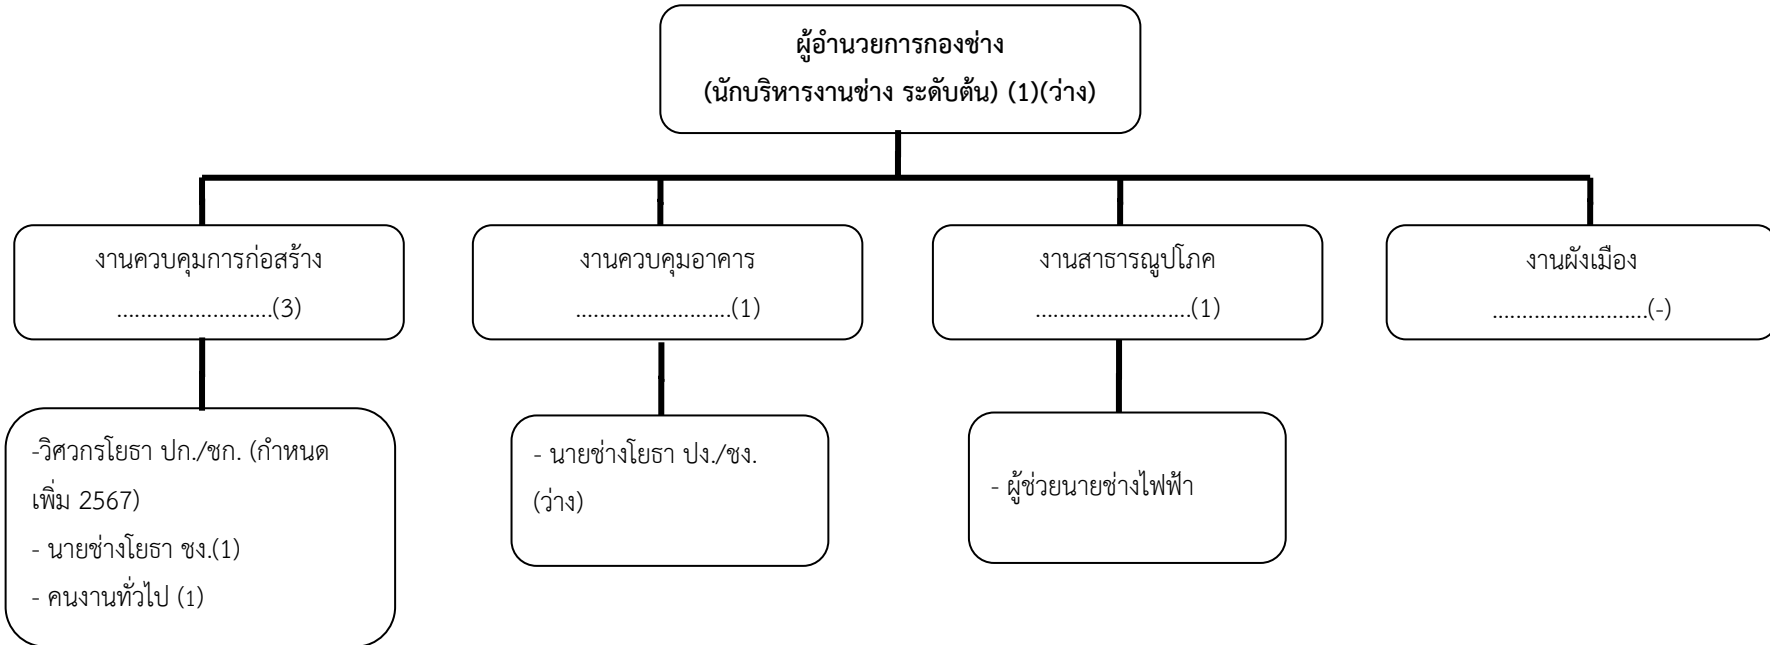 ผู้อำนวยการกองช่าง
(นักบริหารงานช่าง ระดับต้น) (1)(ว่าง)
งานควบคุมการก่อสร้าง
..........................(3)
งานควบคุมอาคาร
..........................(1)
งานสาธารณูปโภค
..........................(1)
งานผังเมือง
..........................(-)
-วิศวกรโยธา ปก./ชก. (กำหนด
เพิ่ม 2567)
- นายช่างโยธา ชง.(1)
- คนงานทั่วไป (1)
- นายช่างโยธา ปง./ชง.
(ว่าง)
- ผู้ช่วยนายช่างไฟฟ้า